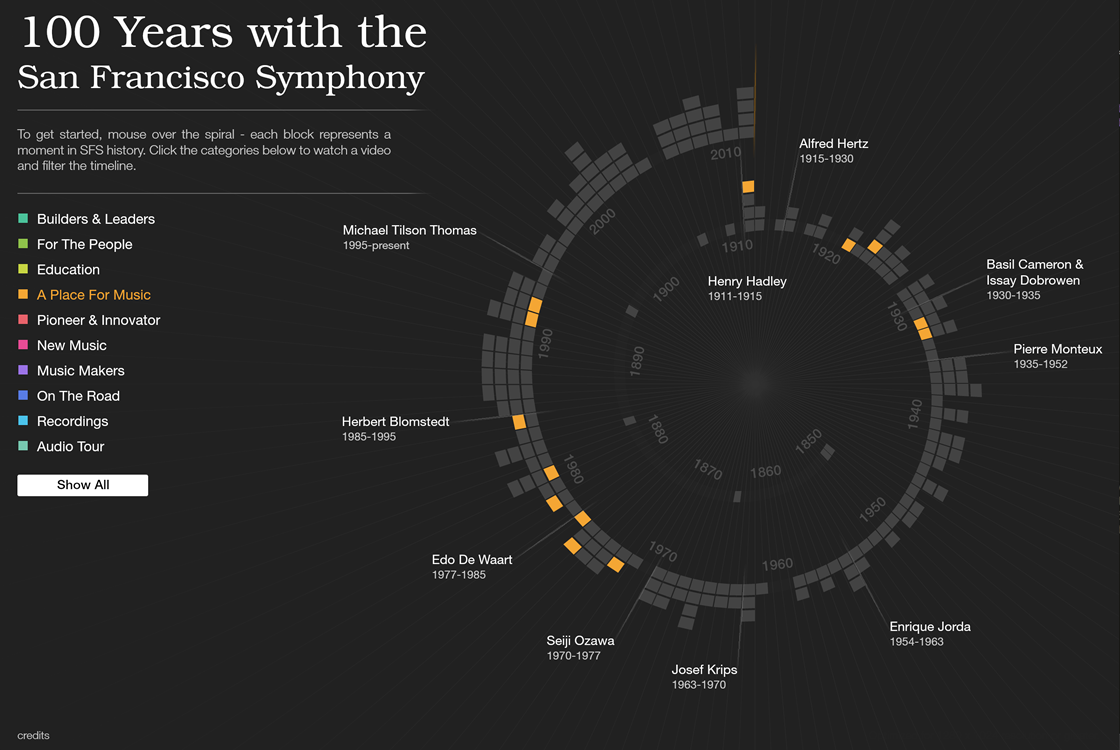 100 Years with the
San Francisco Symphony
To get started, mouse over the spiral - each block represents a
moment in SFS history. Click the categories below to watch a video
and filter the timeline.
Builders & Leaders
For The People
Education
A Place For Music
Pioneer & Innovator
New Music
Music Makers
On The Road
Recordings
Audio Tour
Show All
credits
Alfred Hertz
1915-1930
Basil Cameron &
Issay Dobrowen
1930-1935
Pierre Monteux
1935-1952
Enrique Jorda
1954-1963
Josef Krips
1963-1970
Seiji Ozawa
1970-1977
Edo De Waart
1977-1985
Herbert Blomstedt
1985-1995
Michael Tilson Thomas
1995-present
Henry Hadley
1911-1915
1850
1860
1870
1880
1890
1900
1910
1920
1930
1940
1950
1960
1970
1980
1990
2000
2010